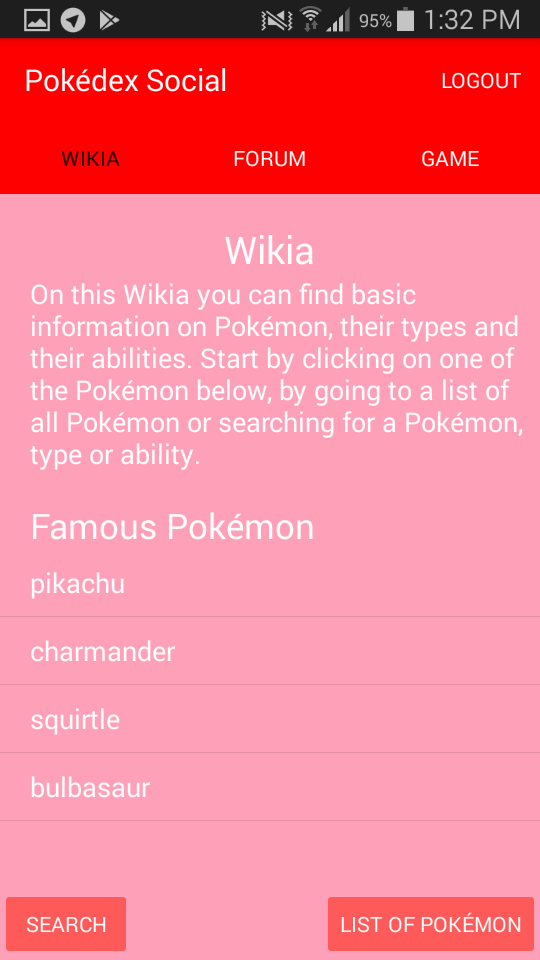 95% 1:32 PM
Pokédex Social LOGOUT
WIKIA FORUM GAME
Wikia
On this Wikia you can find basic
information on Pokémon, their types and
their abilities. Start by clicking on one of
the Pokémon below, by going to a list of
all Pokémon or searching for a Pokémon,
type or ability.
Famous Pokémon
pikachu
charmander
squirtle
bulbasaur
SEARCH LIST OF POKÉMON